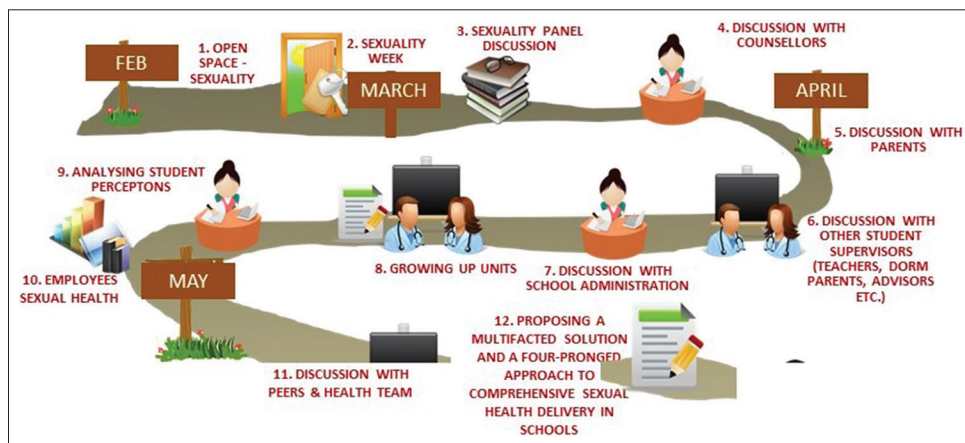 FEB
1. OPEN
SPACE -
SEXUALITY
2. SEXUALITY
WEEK
MARCH
3. SEXUALITY PANEL
DISCUSSION
4. DISCUSSION WITH
COUNSELLORS
APRIL
5. DISCUSSION WITH
PARENTS
6. DISCUSSION WITH
OTHER STUDENT
SUPERVISORS
(TEACHERS, DORM
PARENTS, ADVISORS
ETC.)
7. DISCUSSION WITH
SCHOOL ADMINISTRATION
8. GROWING UP UNITS
9. ANALYSING STUDENT
PERCEPTONS
10. EMPLOYEES
SEXUAL HEALTH
MAY
11. DISCUSSION WITH
PEERS & HEALTH TEAM
12. PROPOSING A
MULTIFACTED SOLUTION
AND A FOUR-PRONGED
APPROACH TO
COMPREHENSIVE SEXUAL
HEALTH DELIVERY IN
SCHOOLS